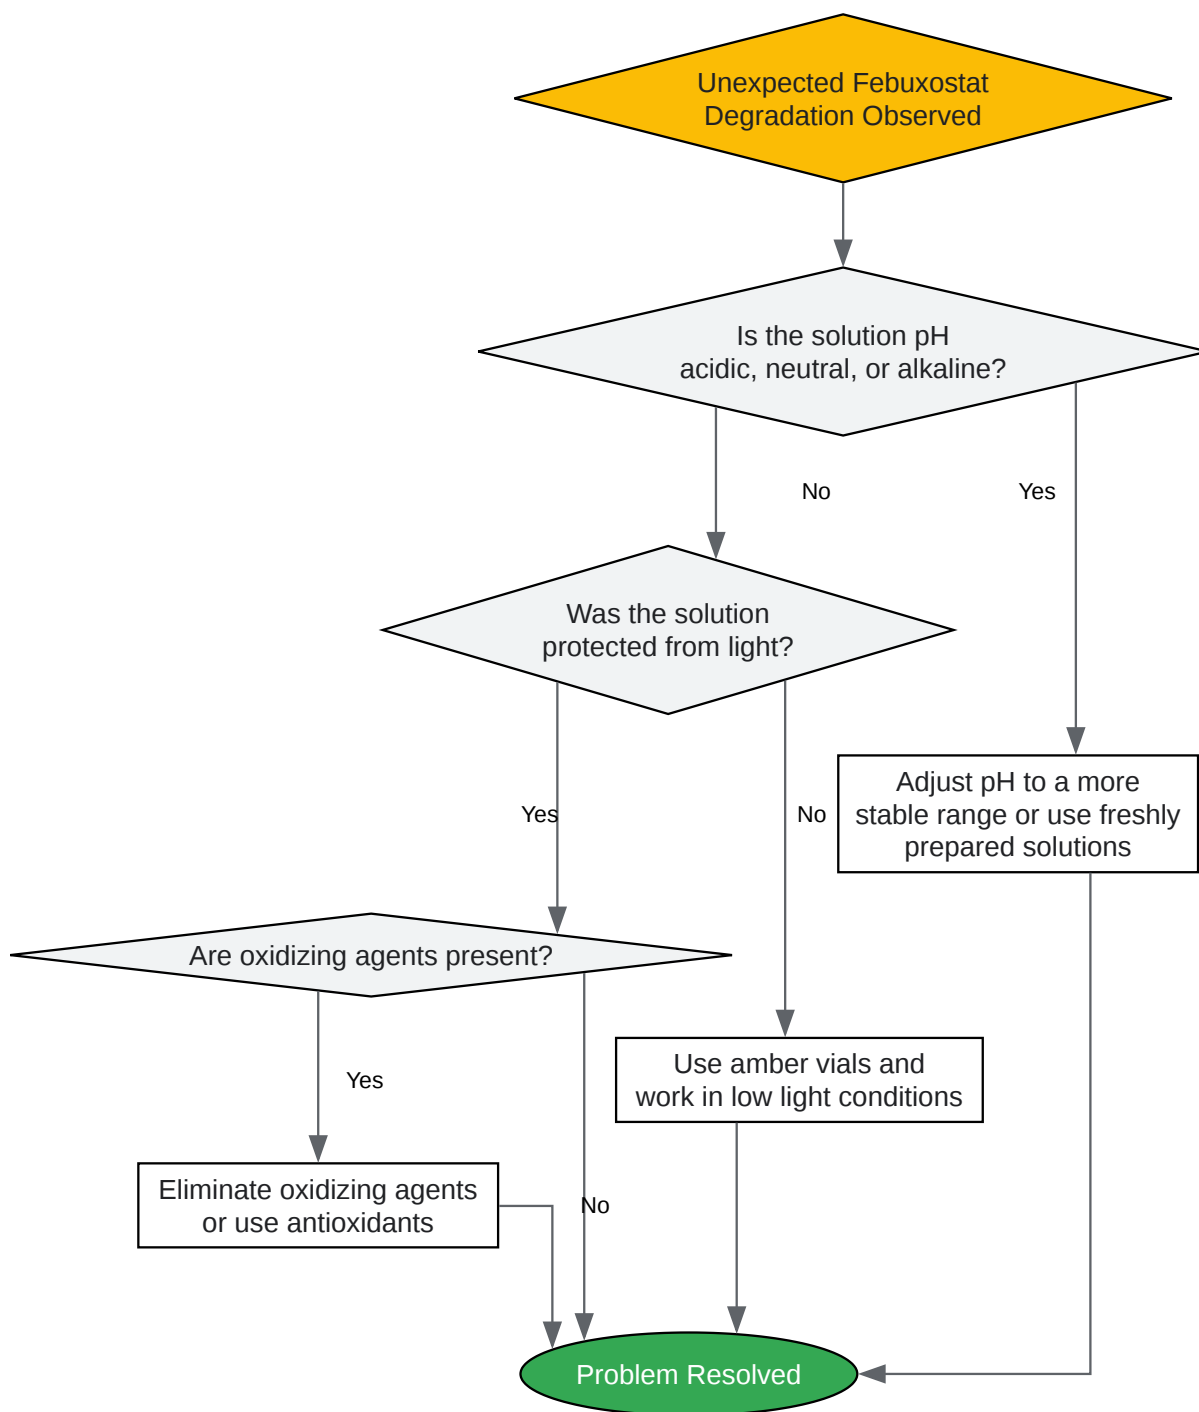 Unexpected Febuxostat
Degradation Observed
Is the solution pH
acidic, neutral, or alkaline?
No
Yes
Was the solution
protected from light?
Adjust pH to a more
stable range or use freshly
prepared solutions
Yes
No
Are oxidizing agents present?
Use amber vials and
work in low light conditions
Yes
Eliminate oxidizing agents
or use antioxidants
No
Problem Resolved